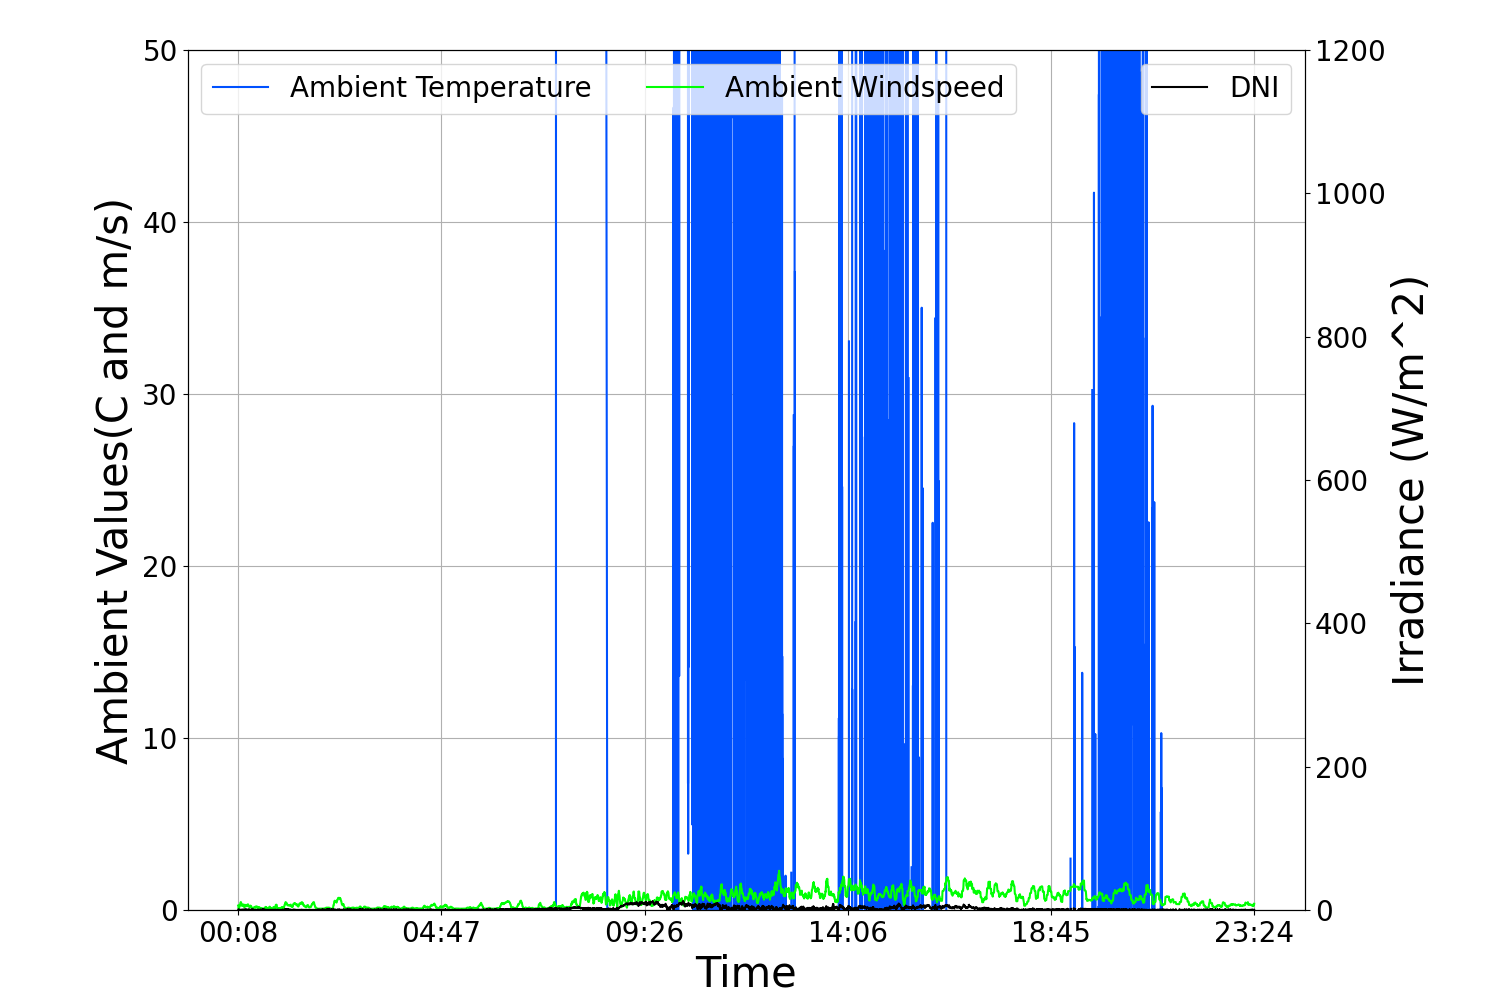 Ambient Temperature
Ambient Windspeed
DNI
50
40
30
20
10
0
Ambient Values(C and m/s)
1200
1000
800
600
400
200
0
Irradiance (W/m^2)
00:08 04:47 09:26 14:06 18:45 23:24
Time